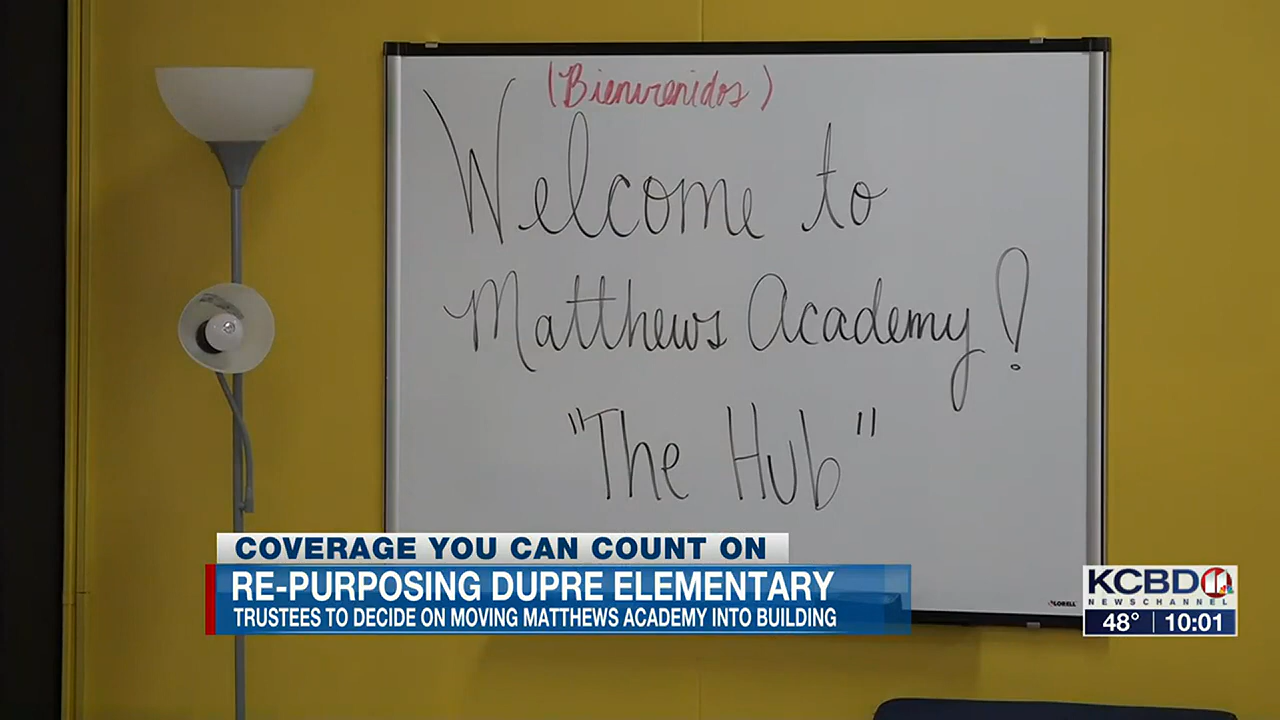 (Bienvenidos)
Welcome to
Matthews Academy!
"The Hub"
LORELL
COVERAGE YOU CAN COUNT ON
RE-PURPOSING DUPRE ELEMENTARY
TRUSTEES TO DECIDE ON MOVING MATTHEWS ACADEMY INTO BUILDING
KCBD 11
NEWSCHANNEL
48° 10:01